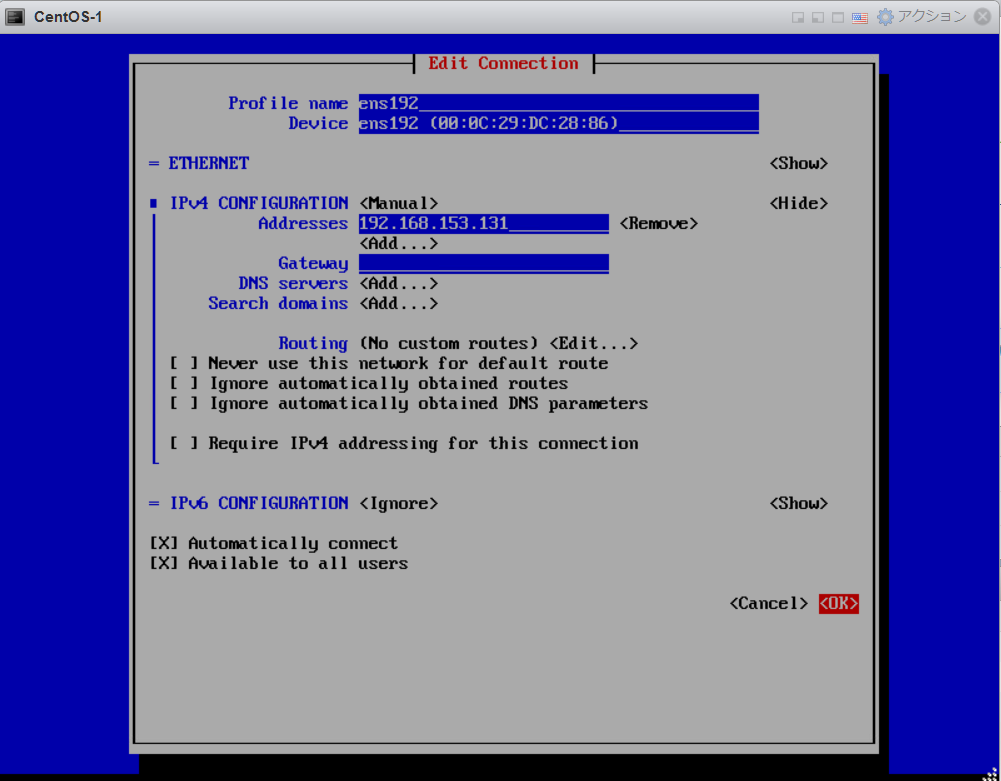 CentOS-1 アクション
Edit Connection
Profile name ens192
Device ens192 (00:0C:29:DC:28:86)
= ETHERNET <Show>
IPv4 CONFIGURATION <Manual> <Hide>
Addresses 192.168.153.131 <Remove>
<Add...>
Gateway
DNS servers <Add...>
Search domains <Add...>
Routing (No custom routes) <Edit...>
[ ] Never use this network for default route
[ ] Ignore automatically obtained routes
[ ] Ignore automatically obtained DNS parameters
[ ] Require IPv4 addressing for this connection
= IPv6 CONFIGURATION <Ignore> <Show>
[X] Automatically connect
[X] Available to all users
<Cancel> <OK>